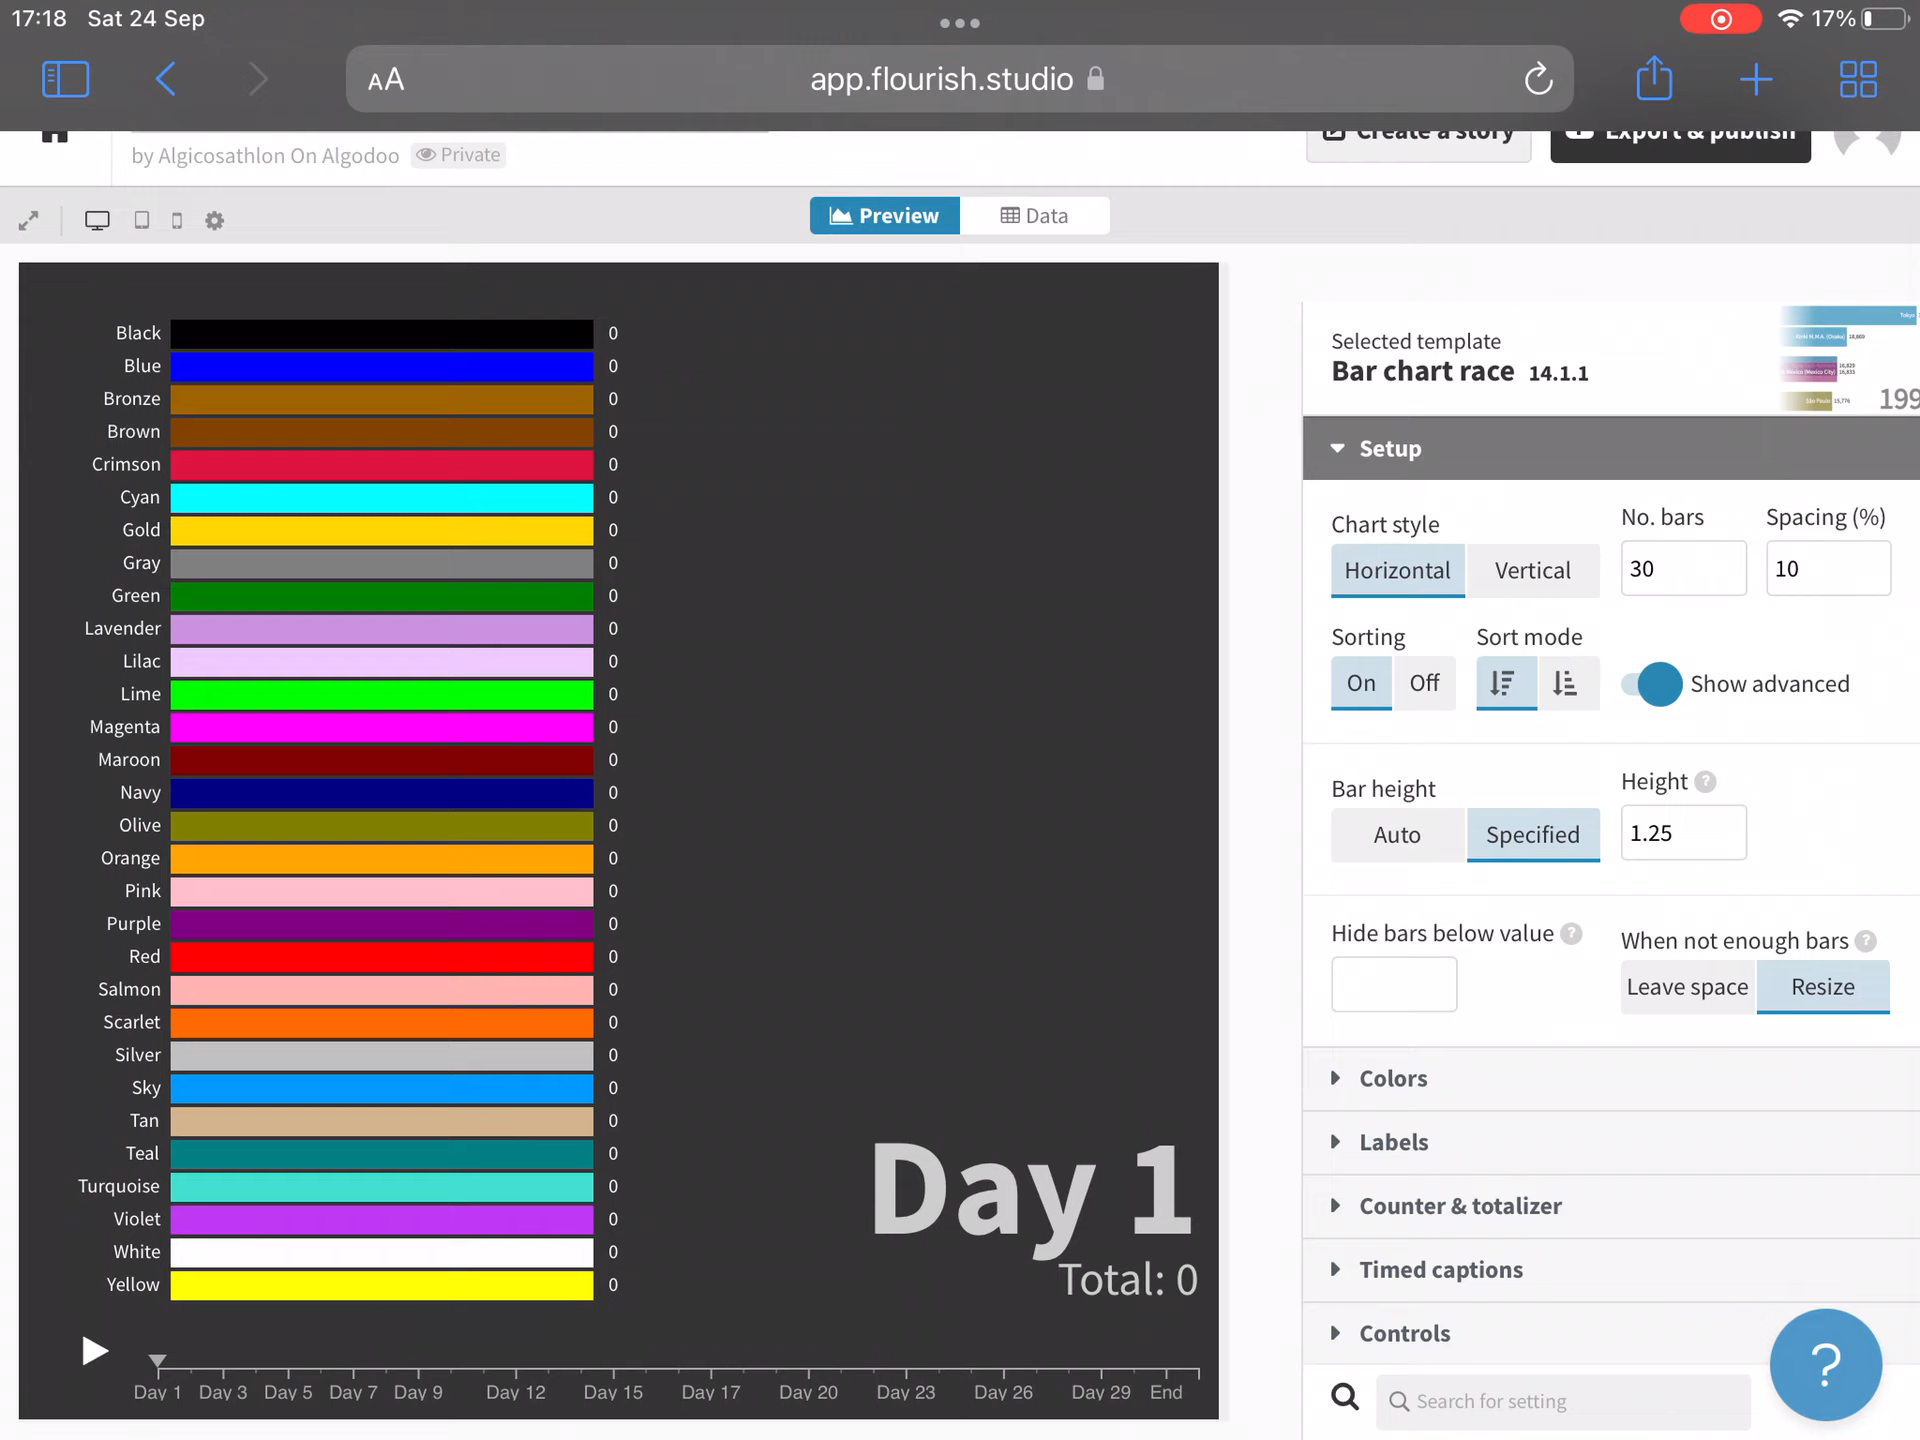 17:18 Sat 24 Sep
17%
AA
app.flourish.studio
Create a story
Export & publish
by Algicosathlon On Algodoo
Private
Preview
Data
Black 0
Blue 0
Bronze 0
Brown 0
Crimson 0
Cyan 0
Gold 0
Gray 0
Green 0
Lavender 0
Lilac 0
Lime 0
Magenta 0
Maroon 0
Navy 0
Olive 0
Orange 0
Pink 0
Purple 0
Red 0
Salmon 0
Scarlet 0
Silver 0
Sky 0
Tan 0
Teal 0
Turquoise 0
Violet 0
White 0
Yellow 0
Day 1
Total: 0
Day 1 Day 3 Day 5 Day 7 Day 9 Day 12 Day 15 Day 17 Day 20 Day 23 Day 26 Day 29 End
Selected template
Bar chart race 14.1.1
Tokyo
199
Setup
Chart style
No. bars
Spacing (%)
Horizontal
Vertical
30
10
Sorting
Sort mode
On
Off
Show advanced
Bar height
Height ?
Auto
Specified
1.25
Hide bars below value ?
When not enough bars ?
Leave space
Resize
Colors
Labels
Counter & totalizer
Timed captions
Controls
Search for setting
?